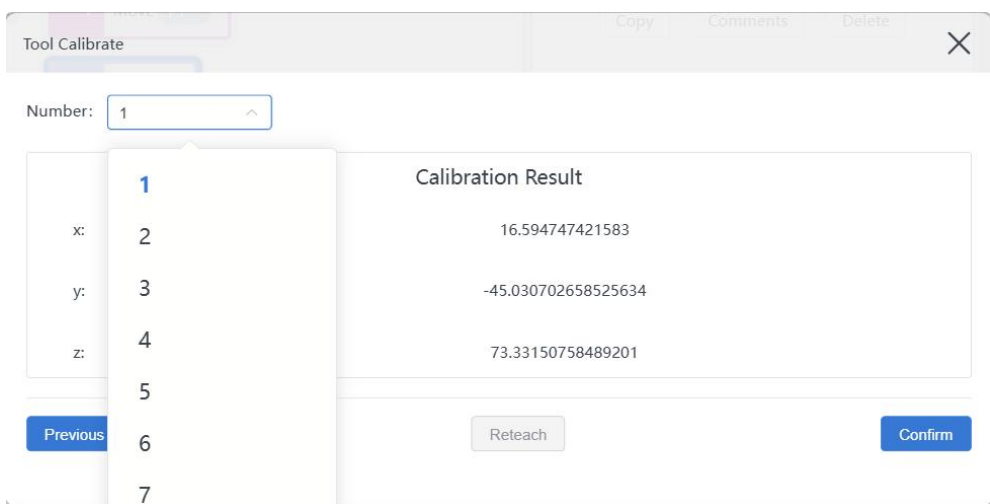 Move
Copy Comments Delete
Tool Calibrate
Number: 1
1
2
3
4
5
6
7
Calibration Result
x: 16.594747421583
y: -45.030702658525634
z: 73.33150758489201
Previous Reteach Confirm